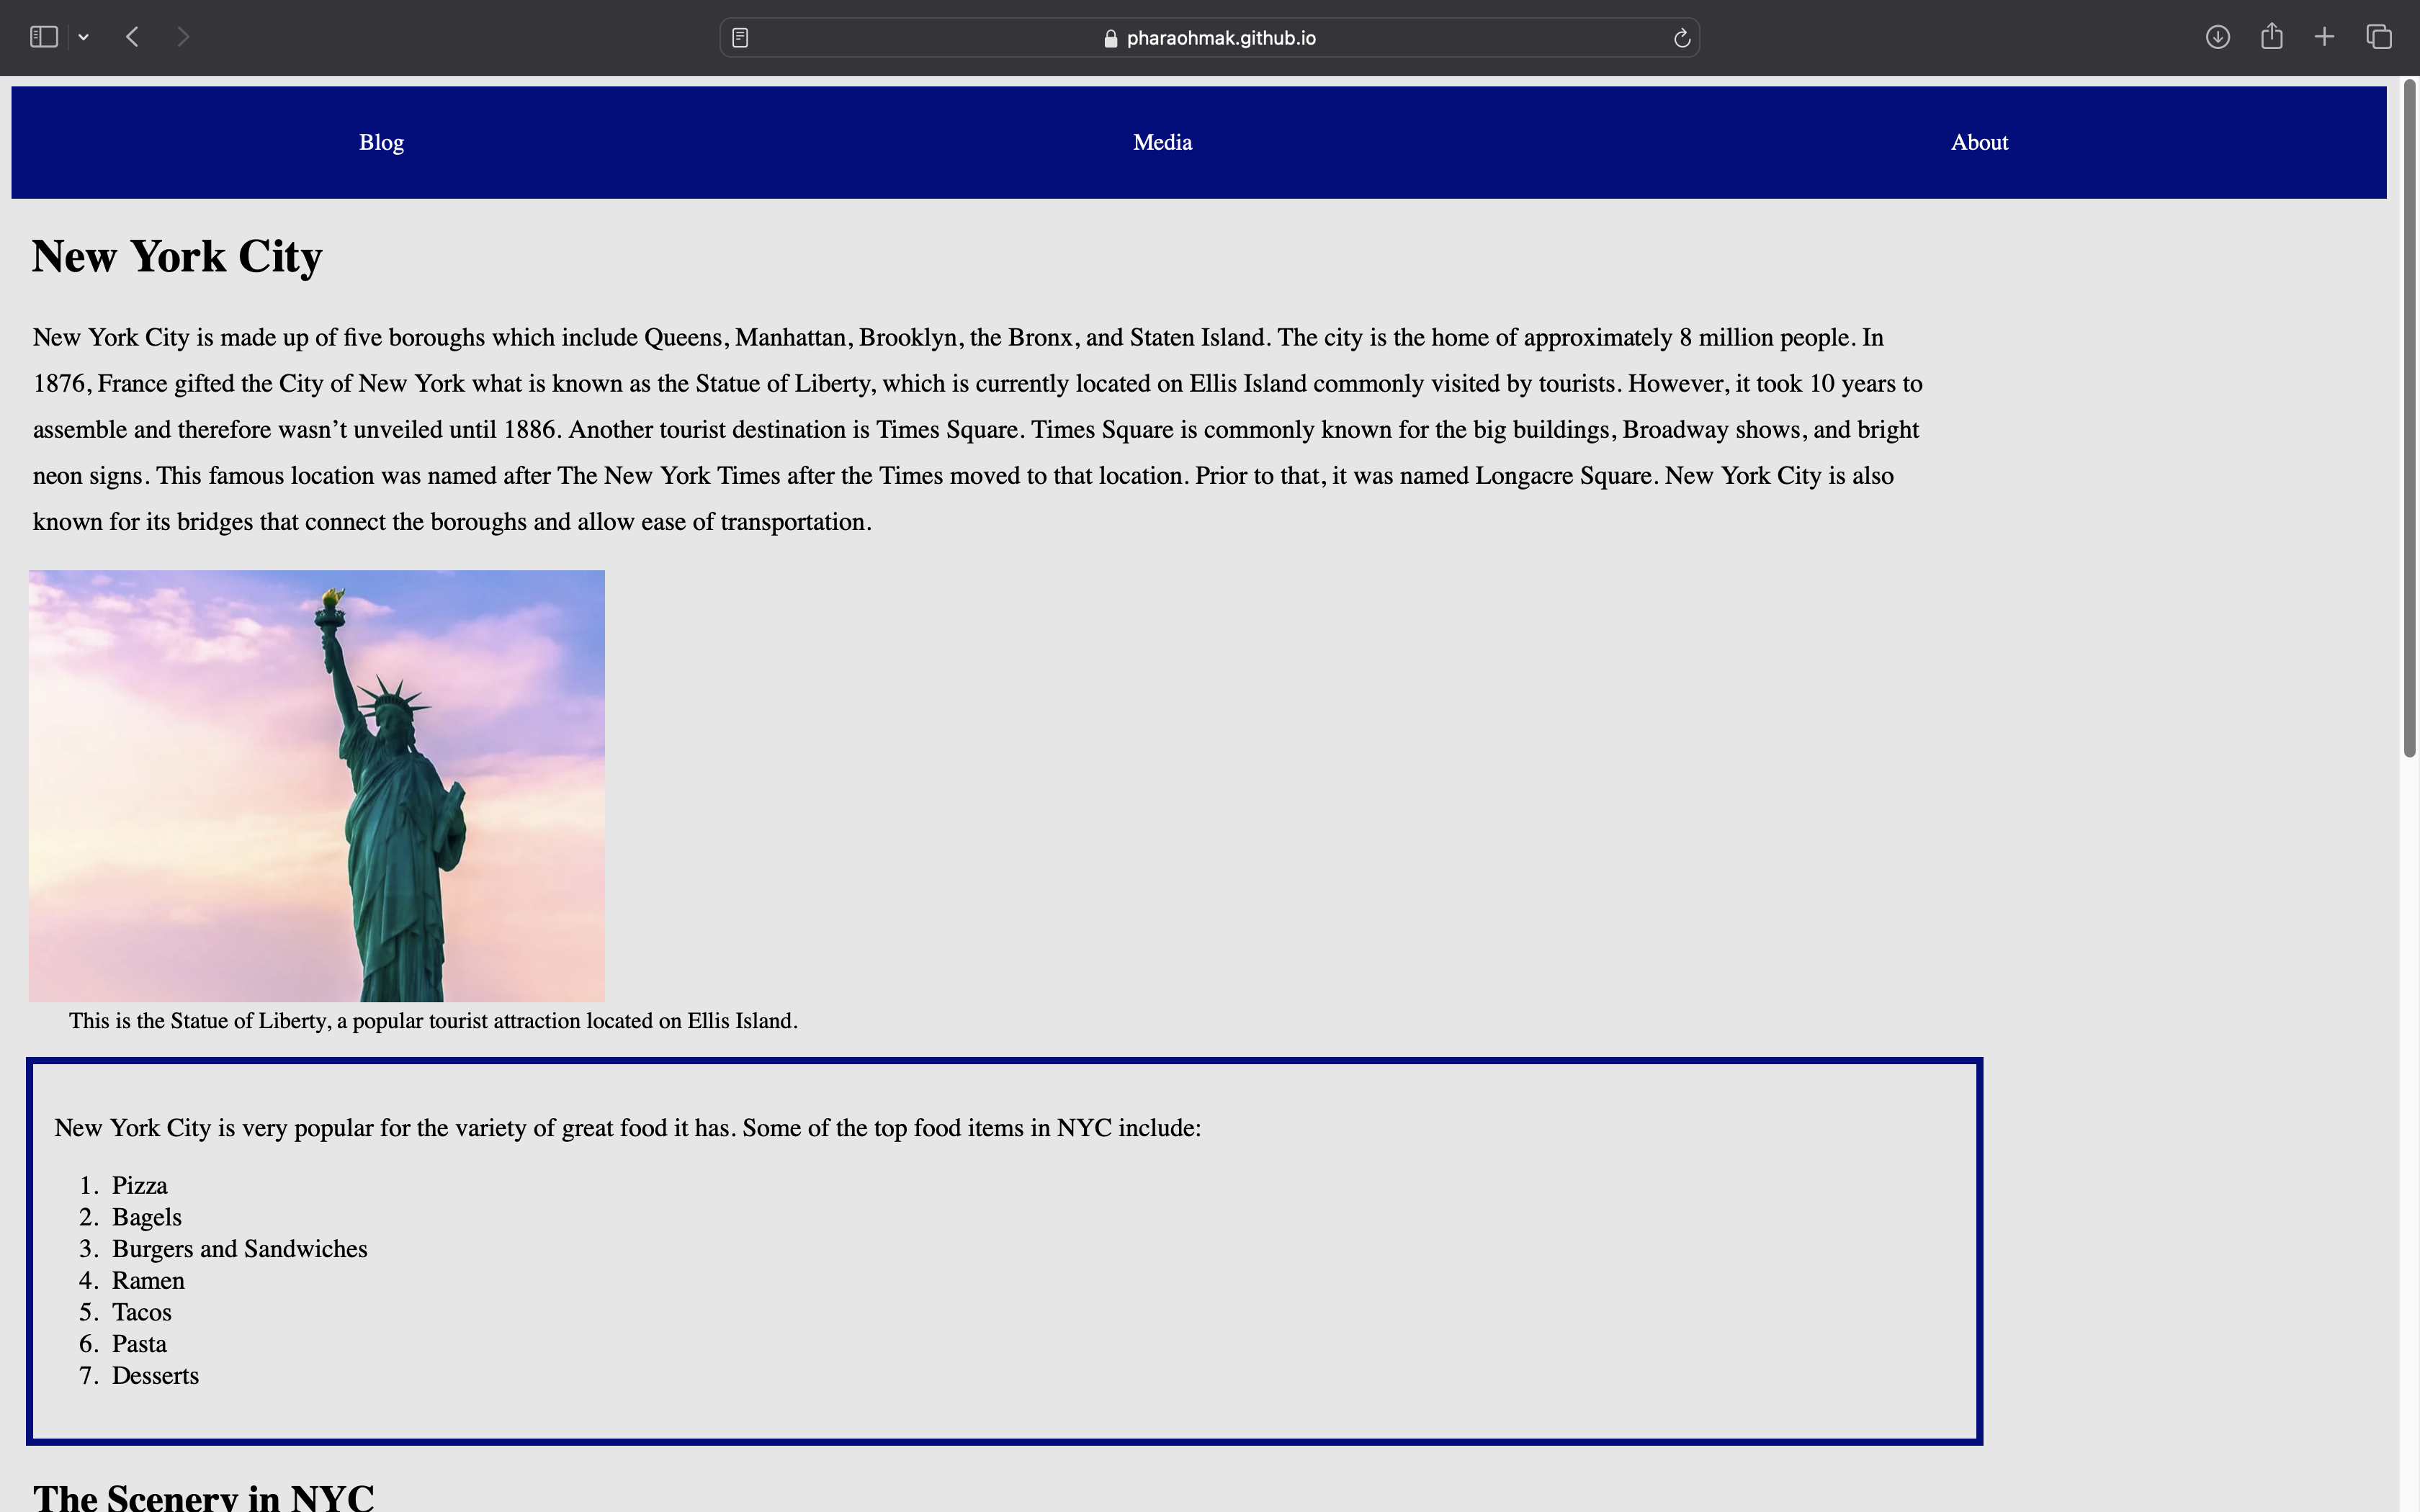 pharaohmak.github.io
Blog Media About
New York City
New York City is made up of five boroughs which include Queens, Manhattan, Brooklyn, the Bronx, and Staten Island. The city is the home of approximately 8 million people. In
1876, France gifted the City of New York what is known as the Statue of Liberty, which is currently located on Ellis Island commonly visited by tourists. However, it took 10 years to
assemble and therefore wasn’t unveiled until 1886. Another tourist destination is Times Square. Times Square is commonly known for the big buildings, Broadway shows, and bright
neon signs. This famous location was named after The New York Times after the Times moved to that location. Prior to that, it was named Longacre Square. New York City is also
known for its bridges that connect the boroughs and allow ease of transportation.
This is the Statue of Liberty, a popular tourist attraction located on Ellis Island.
New York City is very popular for the variety of great food it has. Some of the top food items in NYC include:
1. Pizza
2. Bagels
3. Burgers and Sandwiches
4. Ramen
5. Tacos
6. Pasta
7. Desserts
The Scenery in NYC